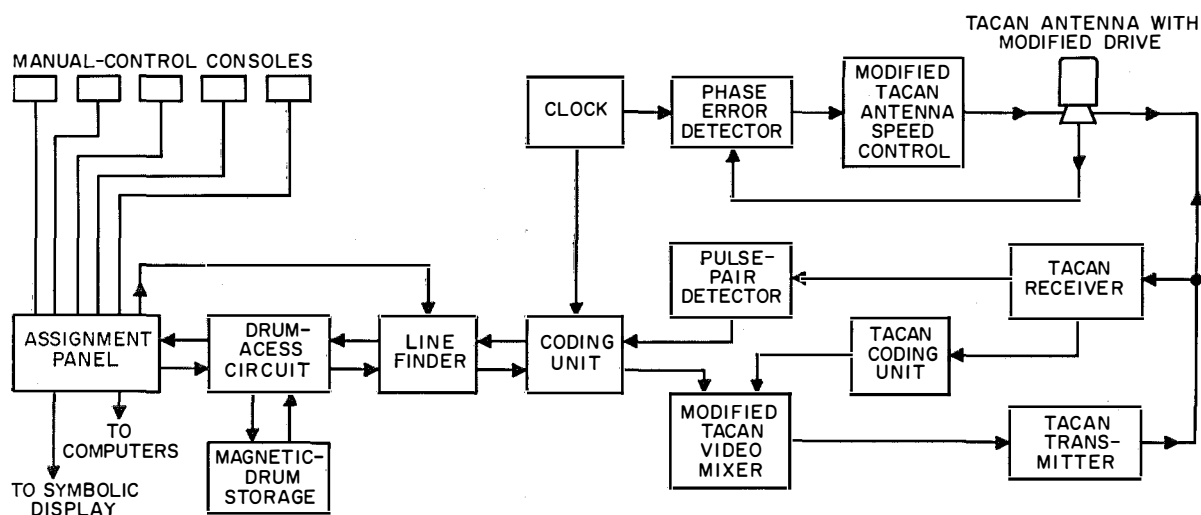 TACAN ANTENNA WITH
MODIFIED DRIVE
MANUAL-CONTROL CONSOLES
CLOCK
PHASE
ERROR
DETECTOR
MODIFIED
TACAN
ANTENNA
SPEED
CONTROL
PULSE-
PAIR
DETECTOR
TACAN
RECEIVER
ASSIGNMENT
PANEL
DRUM-
ACESS
CIRCUIT
LINE
FINDER
CODING
UNIT
TACAN
CODING
UNIT
MODIFIED
TACAN
VIDEO
MIXER
TACAN
TRANS-
MITTER
TO
COMPUTERS
MAGNETIC-
DRUM
STORAGE
TO SYMBOLIC
DISPLAY